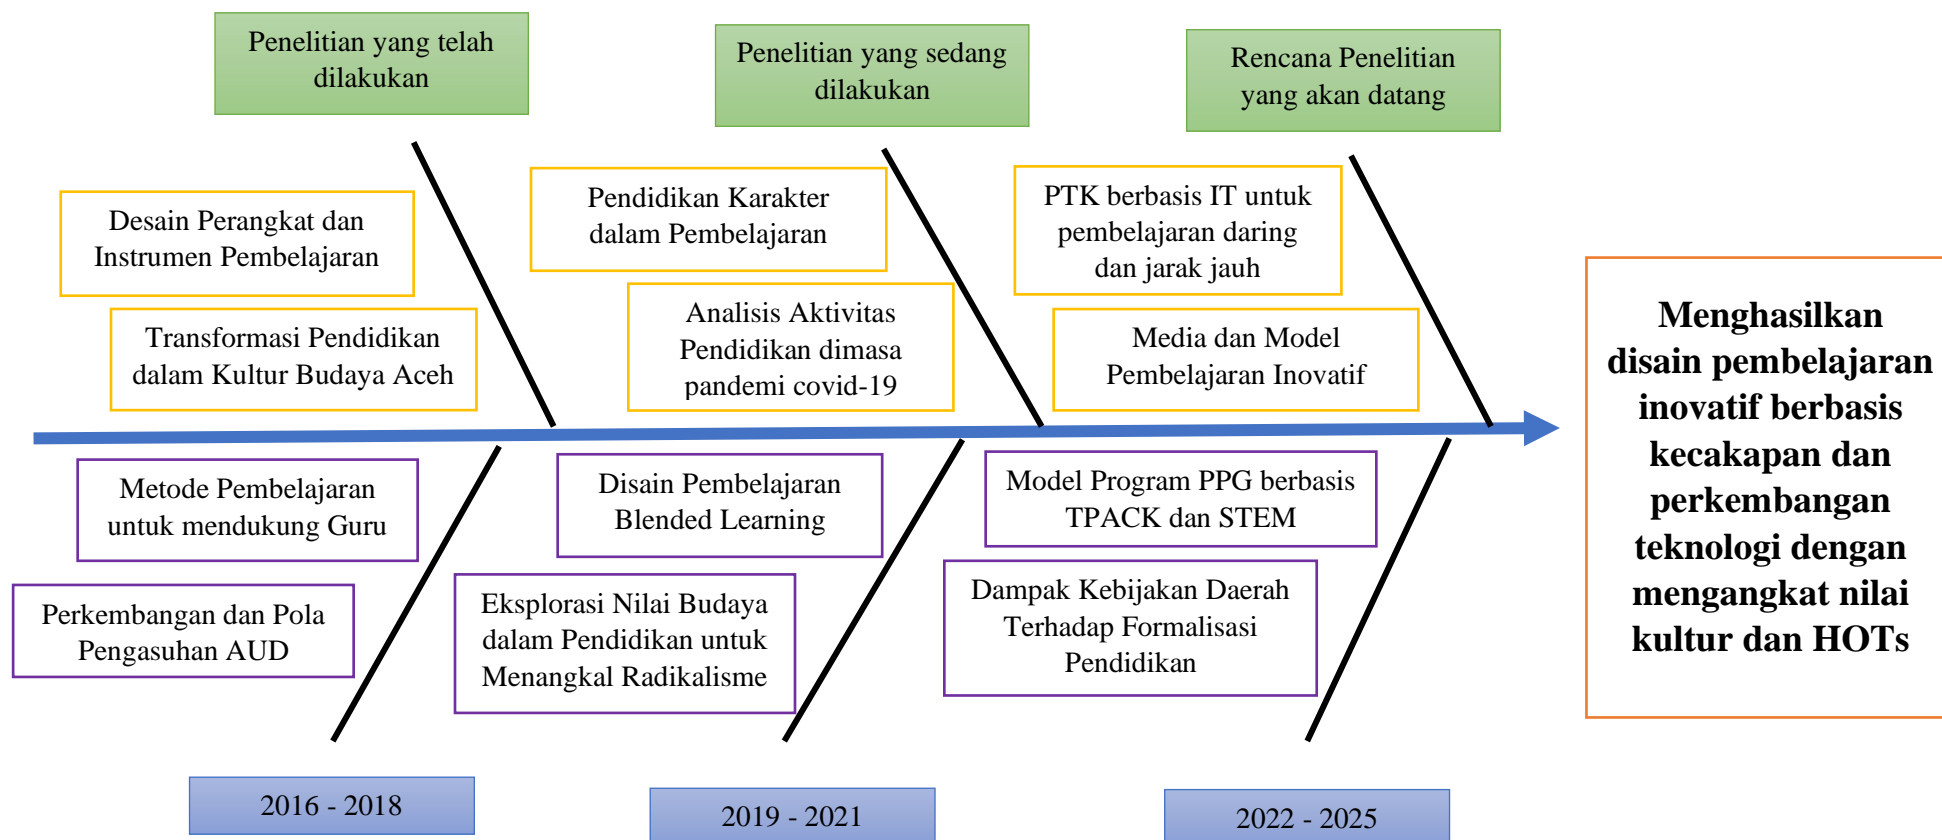 Penelitian yang telah
dilakukan
Penelitian yang sedang
dilakukan
Rencana Penelitian
yang akan datang
Desain Perangkat dan
Instrumen Pembelajaran
Transformasi Pendidikan
dalam Kultur Budaya Aceh
Pendidikan Karakter
dalam Pembelajaran
Analisis Aktivitas
Pendidikan dimasa
pandemi covid-19
PTK berbasis IT untuk
pembelajaran daring
dan jarak jauh
Media dan Model
Pembelajaran Inovatif
Metode Pembelajaran
untuk mendukung Guru
Perkembangan dan Pola
Pengasuhan AUD
Disain Pembelajaran
Blended Learning
Eksplorasi Nilai Budaya
dalam Pendidikan untuk
Menangkal Radikalisme
Model Program PPG berbasis
TPACK dan STEM
Dampak Kebijakan Daerah
Terhadap Formalisasi
Pendidikan
Menghasilkan
disain pembelajaran
inovatif berbasis
kecakapan dan
perkembangan
teknologi dengan
mengangkat nilai
kultur dan HOTs
2016 - 2018
2019 - 2021
2022 - 2025